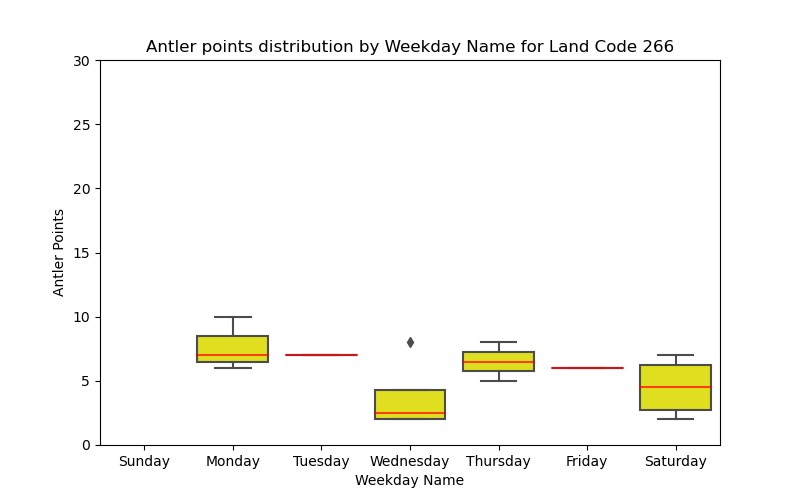 Antler points distribution by Weekday Name for Land Code 266
Antler Points
30
25
20
15
10
5
0
Sunday Monday Tuesday Wednesday Thursday Friday Saturday
Weekday Name